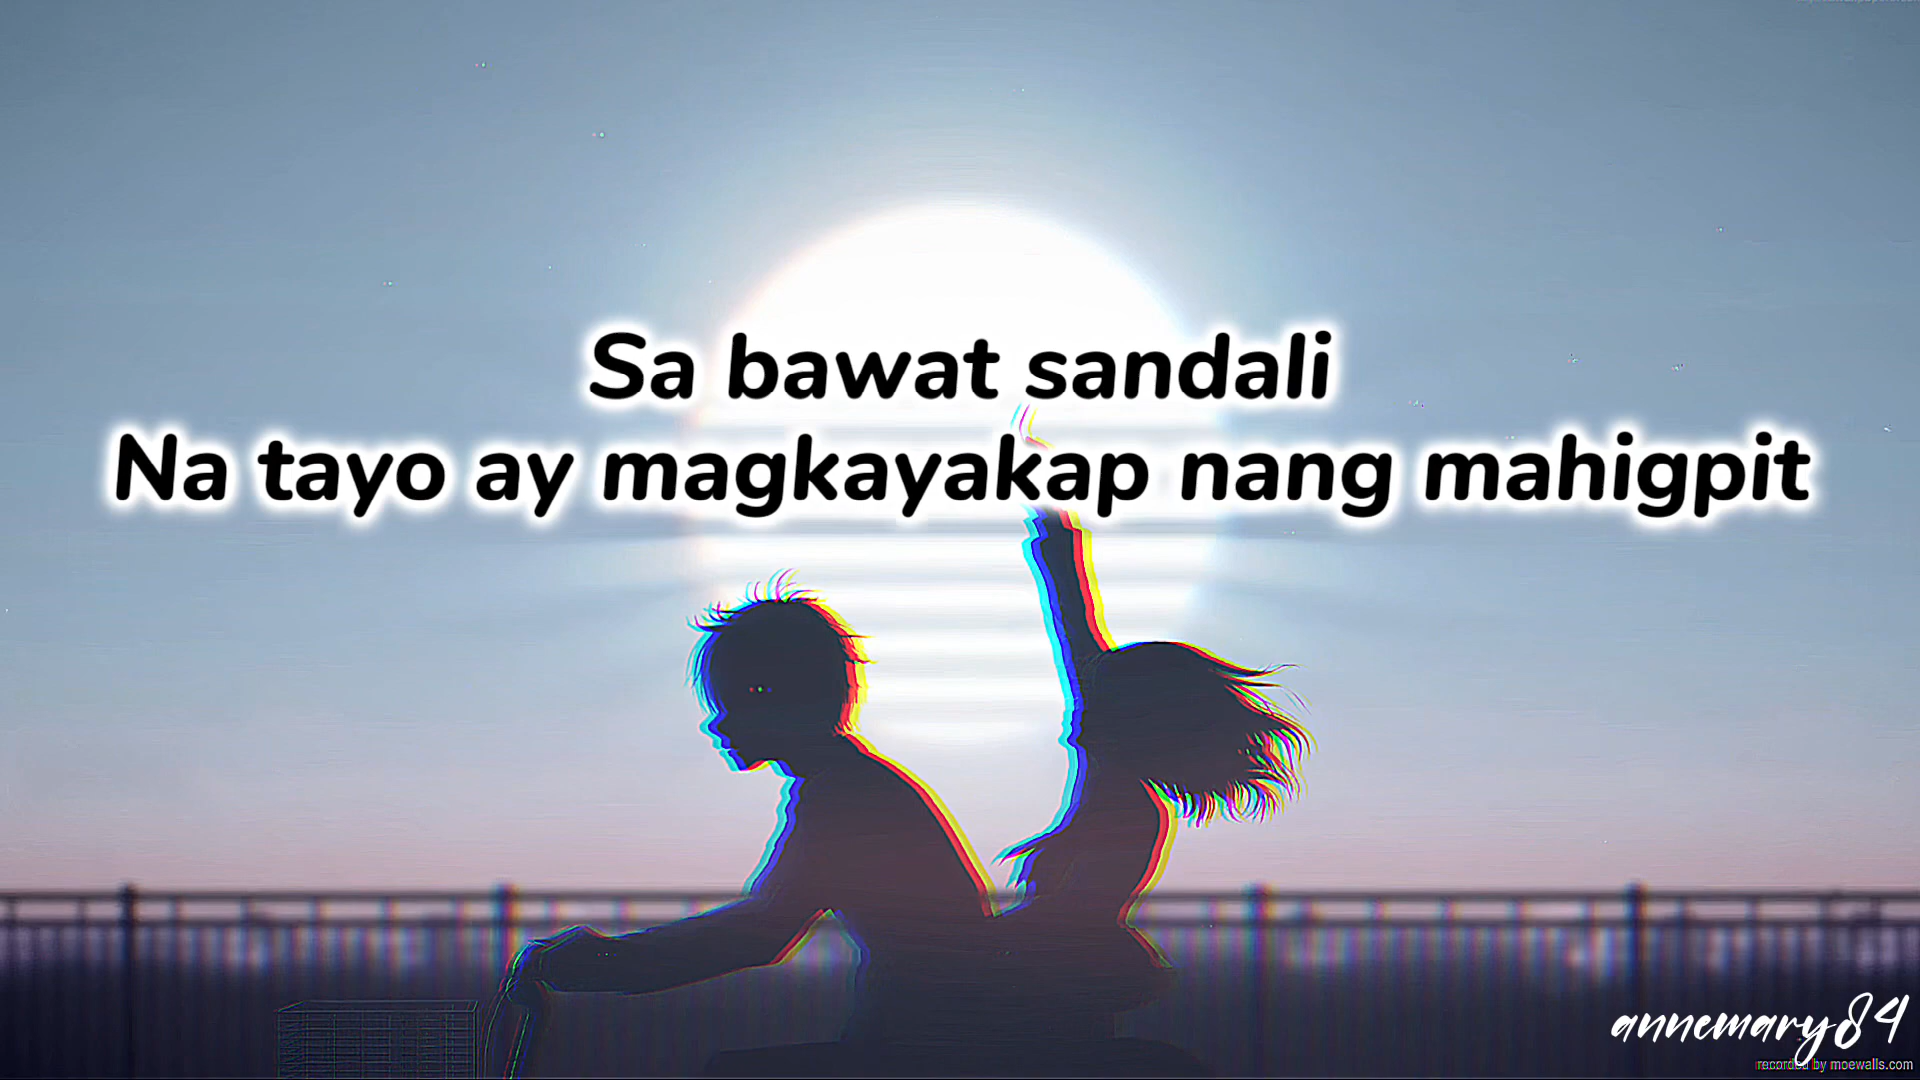 Sa bawat sandali
Na tayo ay magkayakap nang mahigpit
annemary84
recorded by moewalls.com